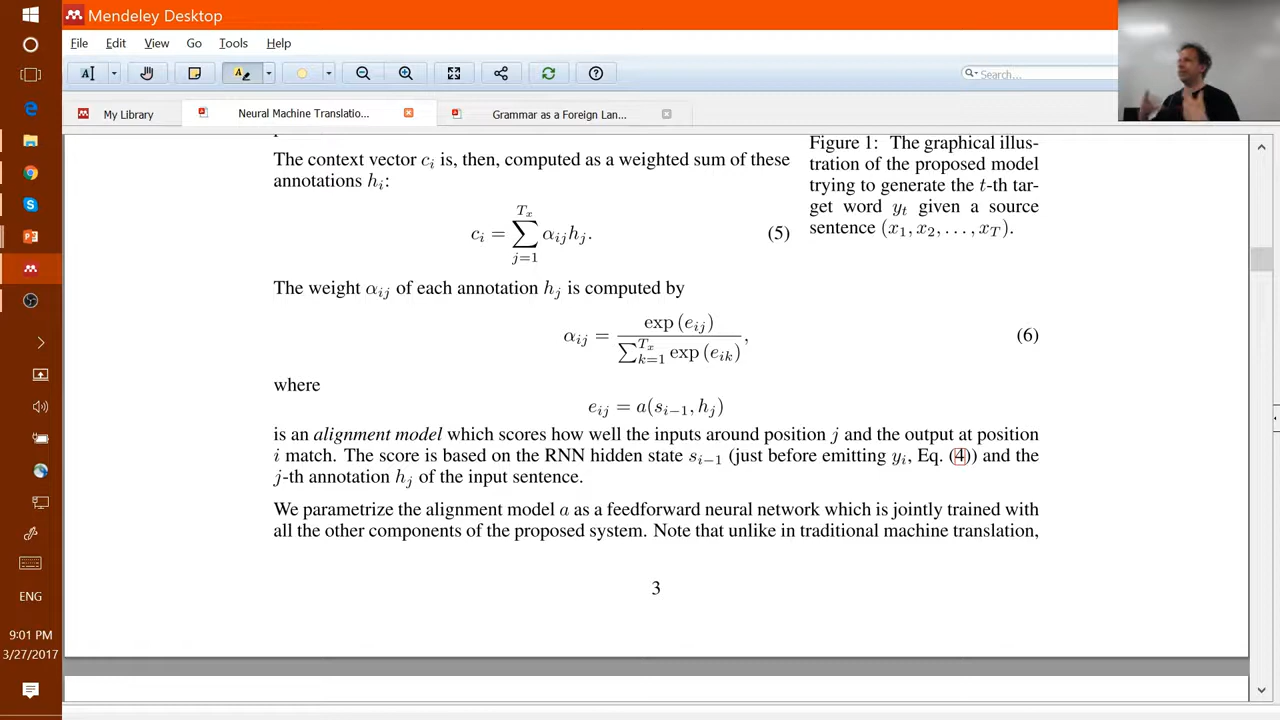 Mendeley Desktop
File Edit View Go Tools Help
Search...
My Library
Neural Machine Translatio...
Grammar as a Foreign Lan...
The context vector c_i is, then, computed as a weighted sum of these
annotations h_i:
c_i = \sum_{j=1}^{T_x} α_{ij} h_j. (5)
Figure 1: The graphical illus-
tration of the proposed model
trying to generate the t-th tar-
get word y_t given a source
sentence (x_1, x_2, . . . , x_T).
The weight α_{ij} of each annotation h_j is computed by
α_{ij} = \frac{exp (e_{ij})}{\sum_{k=1}^{T_x} exp (e_{ik})}, (6)
where
e_{ij} = a(s_{i−1}, h_j)
is an alignment model which scores how well the inputs around position j and the output at position
i match. The score is based on the RNN hidden state s_{i−1} (just before emitting y_i, Eq. (4)) and the
j-th annotation h_j of the input sentence.
We parametrize the alignment model a as a feedforward neural network which is jointly trained with
all the other components of the proposed system. Note that unlike in traditional machine translation,
3
ENG
9:01 PM
3/27/2017